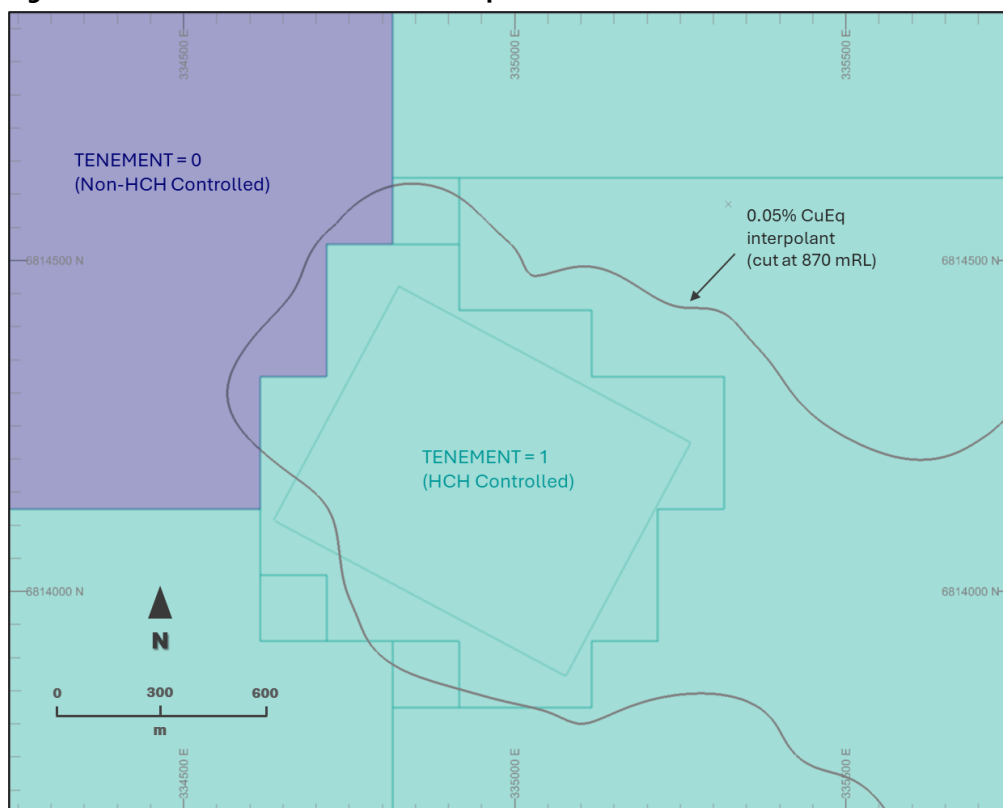 334500 E
335000 E
335500 E
TENEMENT = 0
(Non-HCH Controlled)
0.05% CuEq
interpolant
(cut at 870 mRL)
6814500 N
6814500 N
TENEMENT = 1
(HCH Controlled)
6814000 N
6814000 N
N
0 300 600
m
334500 E
335000 E
335500 E